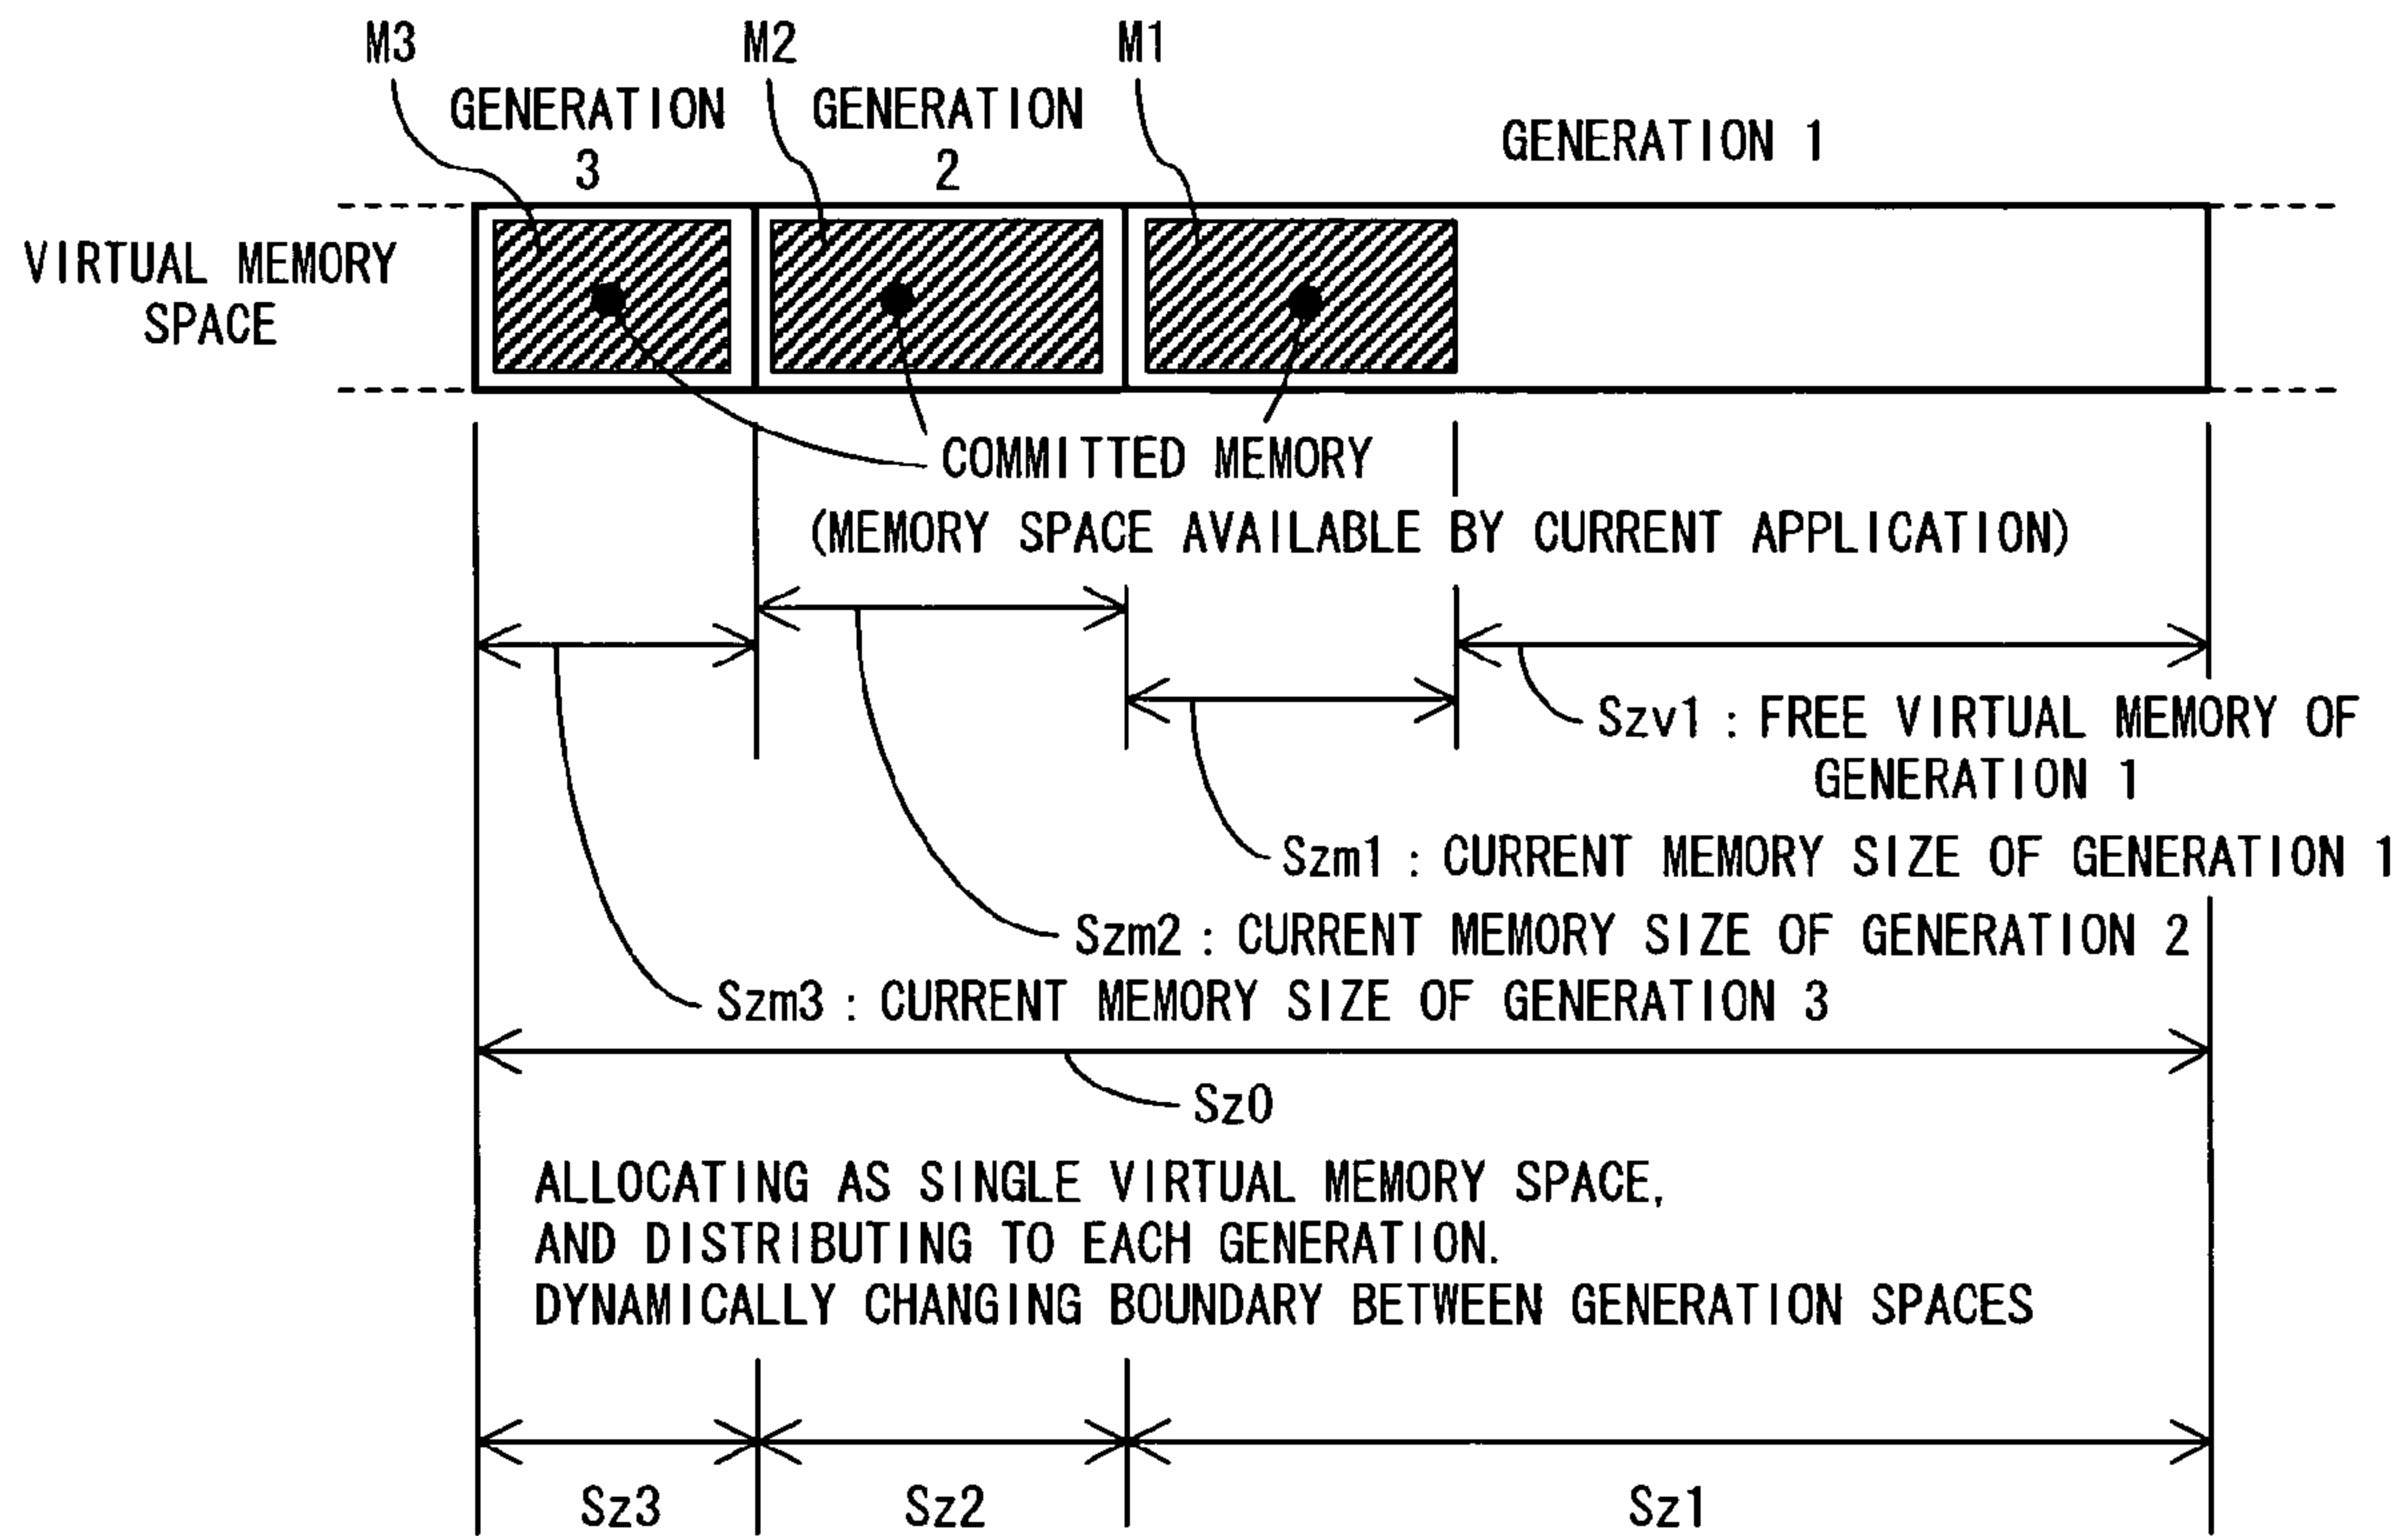 M3
M2
M1
GENERATION
3
GENERATION
2
GENERATION 1
VIRTUAL MEMORY
SPACE
COMMITTED MEMORY
(MEMORY SPACE AVAILABLE BY CURRENT APPLICATION)
Szv1 : FREE VIRTUAL MEMORY OF
GENERATION 1
Szm1 : CURRENT MEMORY SIZE OF GENERATION 1
Szm2 : CURRENT MEMORY SIZE OF GENERATION 2
Szm3 : CURRENT MEMORY SIZE OF GENERATION 3
Sz0
ALLOCATING AS SINGLE VIRTUAL MEMORY SPACE,
AND DISTRIBUTING TO EACH GENERATION.
DYNAMICALLY CHANGING BOUNDARY BETWEEN GENERATION SPACES
Sz3
Sz2
Sz1